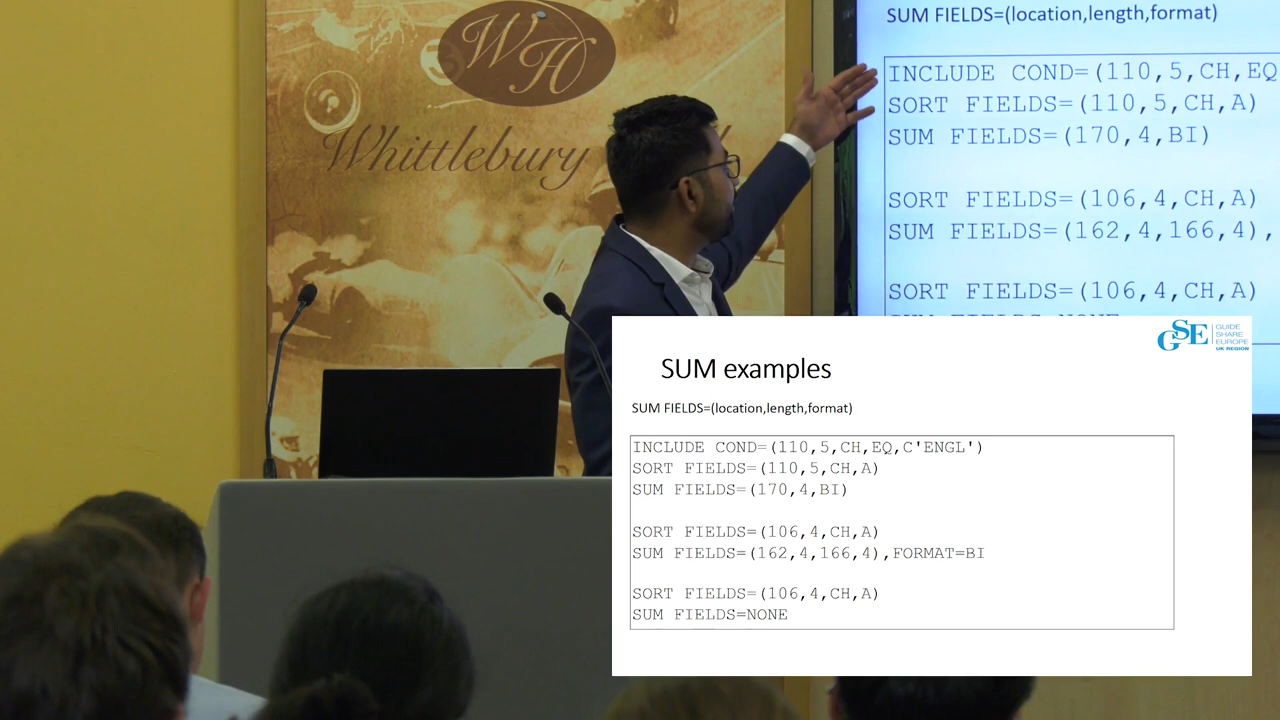 WH
Whittlebury
SUM FIELDS=(location,length,format)
INCLUDE COND=(110,5,CH,EQ
SORT FIELDS=(110,5,CH,A)
SUM FIELDS=(170,4,BI)
SORT FIELDS=(106,4,CH,A)
SUM FIELDS=(162,4,166,4),
SORT FIELDS=(106,4,CH,A)
GSE GUIDE
SHARE
EUROPE
UK REGION
SUM examples
SUM FIELDS=(location,length,format)
INCLUDE COND=(110,5,CH,EQ,C'ENGL')
SORT FIELDS=(110,5,CH,A)
SUM FIELDS=(170,4,BI)
SORT FIELDS=(106,4,CH,A)
SUM FIELDS=(162,4,166,4),FORMAT=BI
SORT FIELDS=(106,4,CH,A)
SUM FIELDS=NONE